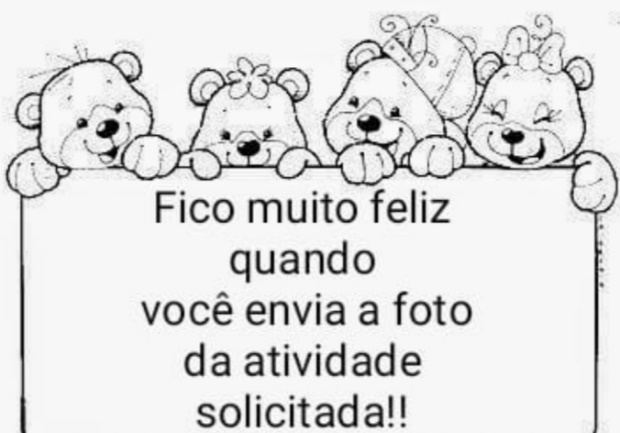 Fico muito feliz
quando
você envia a foto
da atividade
solicitada!!